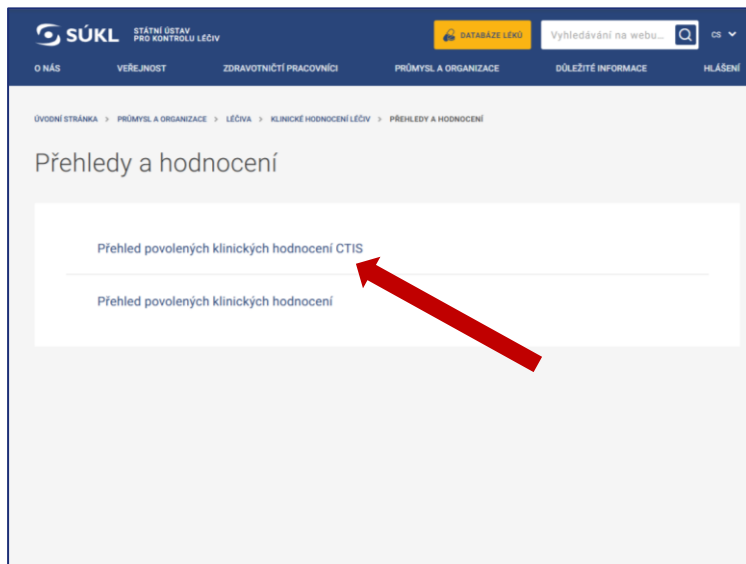 SÚKL STÁTNÍ ÚSTAV
PRO KONTROLU LÉČIV
DATABÁZE LÉKŮ
Vyhledávání na webu...
CS
O NÁS VEŘEJNOST ZDRAVOTNIČTÍ PRACOVNÍCI PRŮMYSL A ORGANIZACE DŮLEŽITÉ INFORMACE HLÁŠENÍ
ÚVODNÍ STRÁNKA > PRŮMYSL A ORGANIZACE > LÉČIVA > KLINICKÉ HODNOCENÍ LÉČIV > PŘEHLEDY A HODNOCENÍ
Přehledy a hodnocení
Přehled povolených klinických hodnocení CTIS
Přehled povolených klinických hodnocení